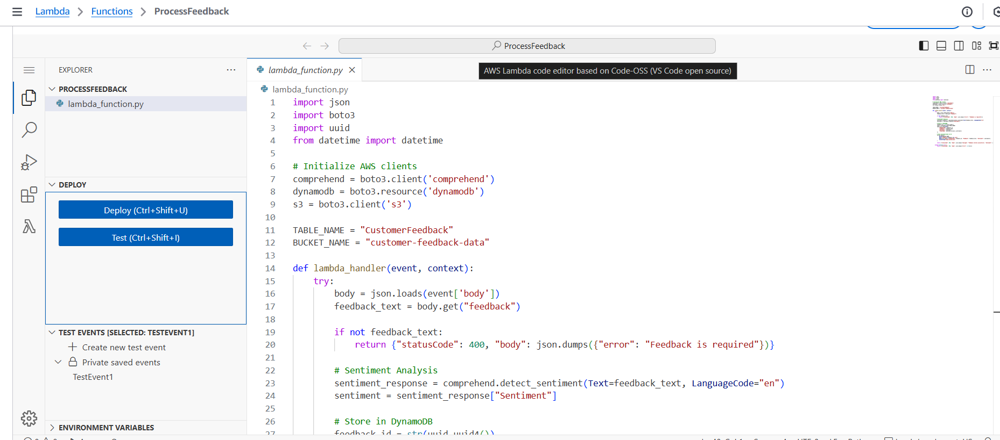 Lambda > Functions > ProcessFeedback
ProcessFeedback
EXPLORER
lambda_function.py
AWS Lambda code editor based on Code-OSS (VS Code open source)
PROCESSFEEDBACK
lambda_function.py
DEPLOY
Deploy (Ctrl+Shift+U)
Test (Ctrl+Shift+I)
TEST EVENTS [SELECTED: TESTEVENT1]
Create new test event
Private saved events
TestEvent1
ENVIRONMENT VARIABLES
lambda_function.py
1 import json
2 import boto3
3 import uuid
4 from datetime import datetime
5
6 # Initialize AWS clients
7 comprehend = boto3.client('comprehend')
8 dynamodb = boto3.resource('dynamodb')
9 s3 = boto3.client('s3')
10
11 TABLE_NAME = "CustomerFeedback"
12 BUCKET_NAME = "customer-feedback-data"
13
14 def lambda_handler(event, context):
15 try:
16 body = json.loads(event['body'])
17 feedback_text = body.get("feedback")
18
19 if not feedback_text:
20 return {"statusCode": 400, "body": json.dumps({"error": "Feedback is required"})}
21
22 # Sentiment Analysis
23 sentiment_response = comprehend.detect_sentiment(Text=feedback_text, LanguageCode="en")
24 sentiment = sentiment_response["Sentiment"]
25
26 # Store in DynamoDB
27 feedback_id = str(uuid.uuid4())